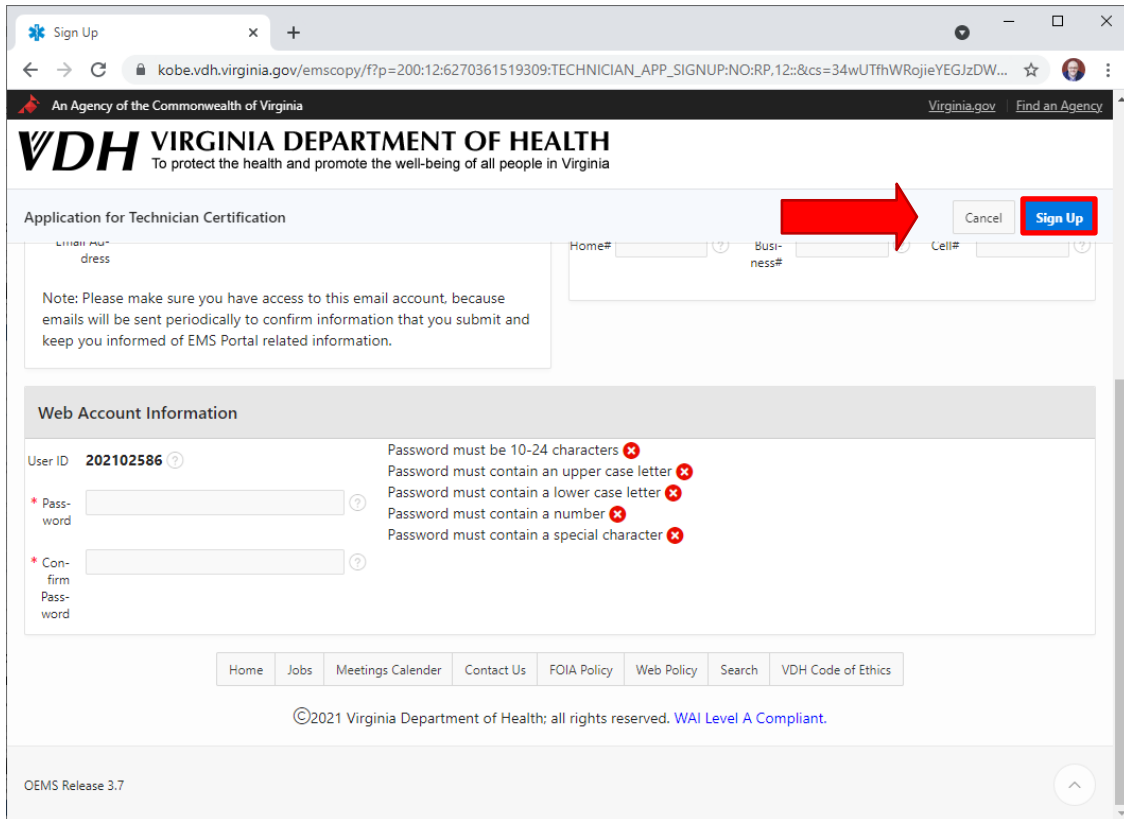 Sign Up
kobe.vdh.virginia.gov/emscopy/f?p=200:12:6270361519309:TECHNICIAN_APP_SIGNUP:NO:RP,12::&cs=34wUTfhWRojieYEGJzDW...
An Agency of the Commonwealth of Virginia
Virginia.gov | Find an Agency
VDH VIRGINIA DEPARTMENT OF HEALTH
To protect the health and promote the well-being of all people in Virginia
Application for Technician Certification
Cancel
Sign Up
Email Ad-
dress
Home#
Busi-
ness#
Cell#
Note: Please make sure you have access to this email account, because
emails will be sent periodically to confirm information that you submit and
keep you informed of EMS Portal related information.
Web Account Information
User ID 202102586
* Pass-
word
* Con-
firm
Pass-
word
Password must be 10-24 characters
Password must contain an upper case letter
Password must contain a lower case letter
Password must contain a number
Password must contain a special character
Home Jobs Meetings Calender Contact Us FOIA Policy Web Policy Search VDH Code of Ethics
©2021 Virginia Department of Health; all rights reserved. WAI Level A Compliant.
OEMS Release 3.7